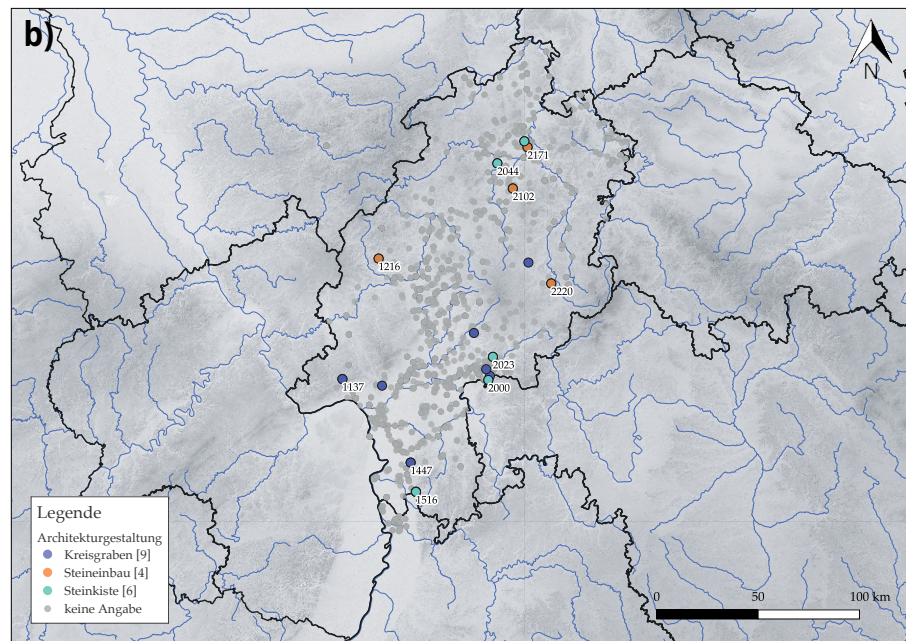 b)
N
2171
2044
2102
1216
2220
2023
1137
2000
1447
1516
Legende
Architekturgestaltung
Kreisgraben [9]
Steineinbau [4]
Steinkiste [6]
keine Angabe
0 50 100 km